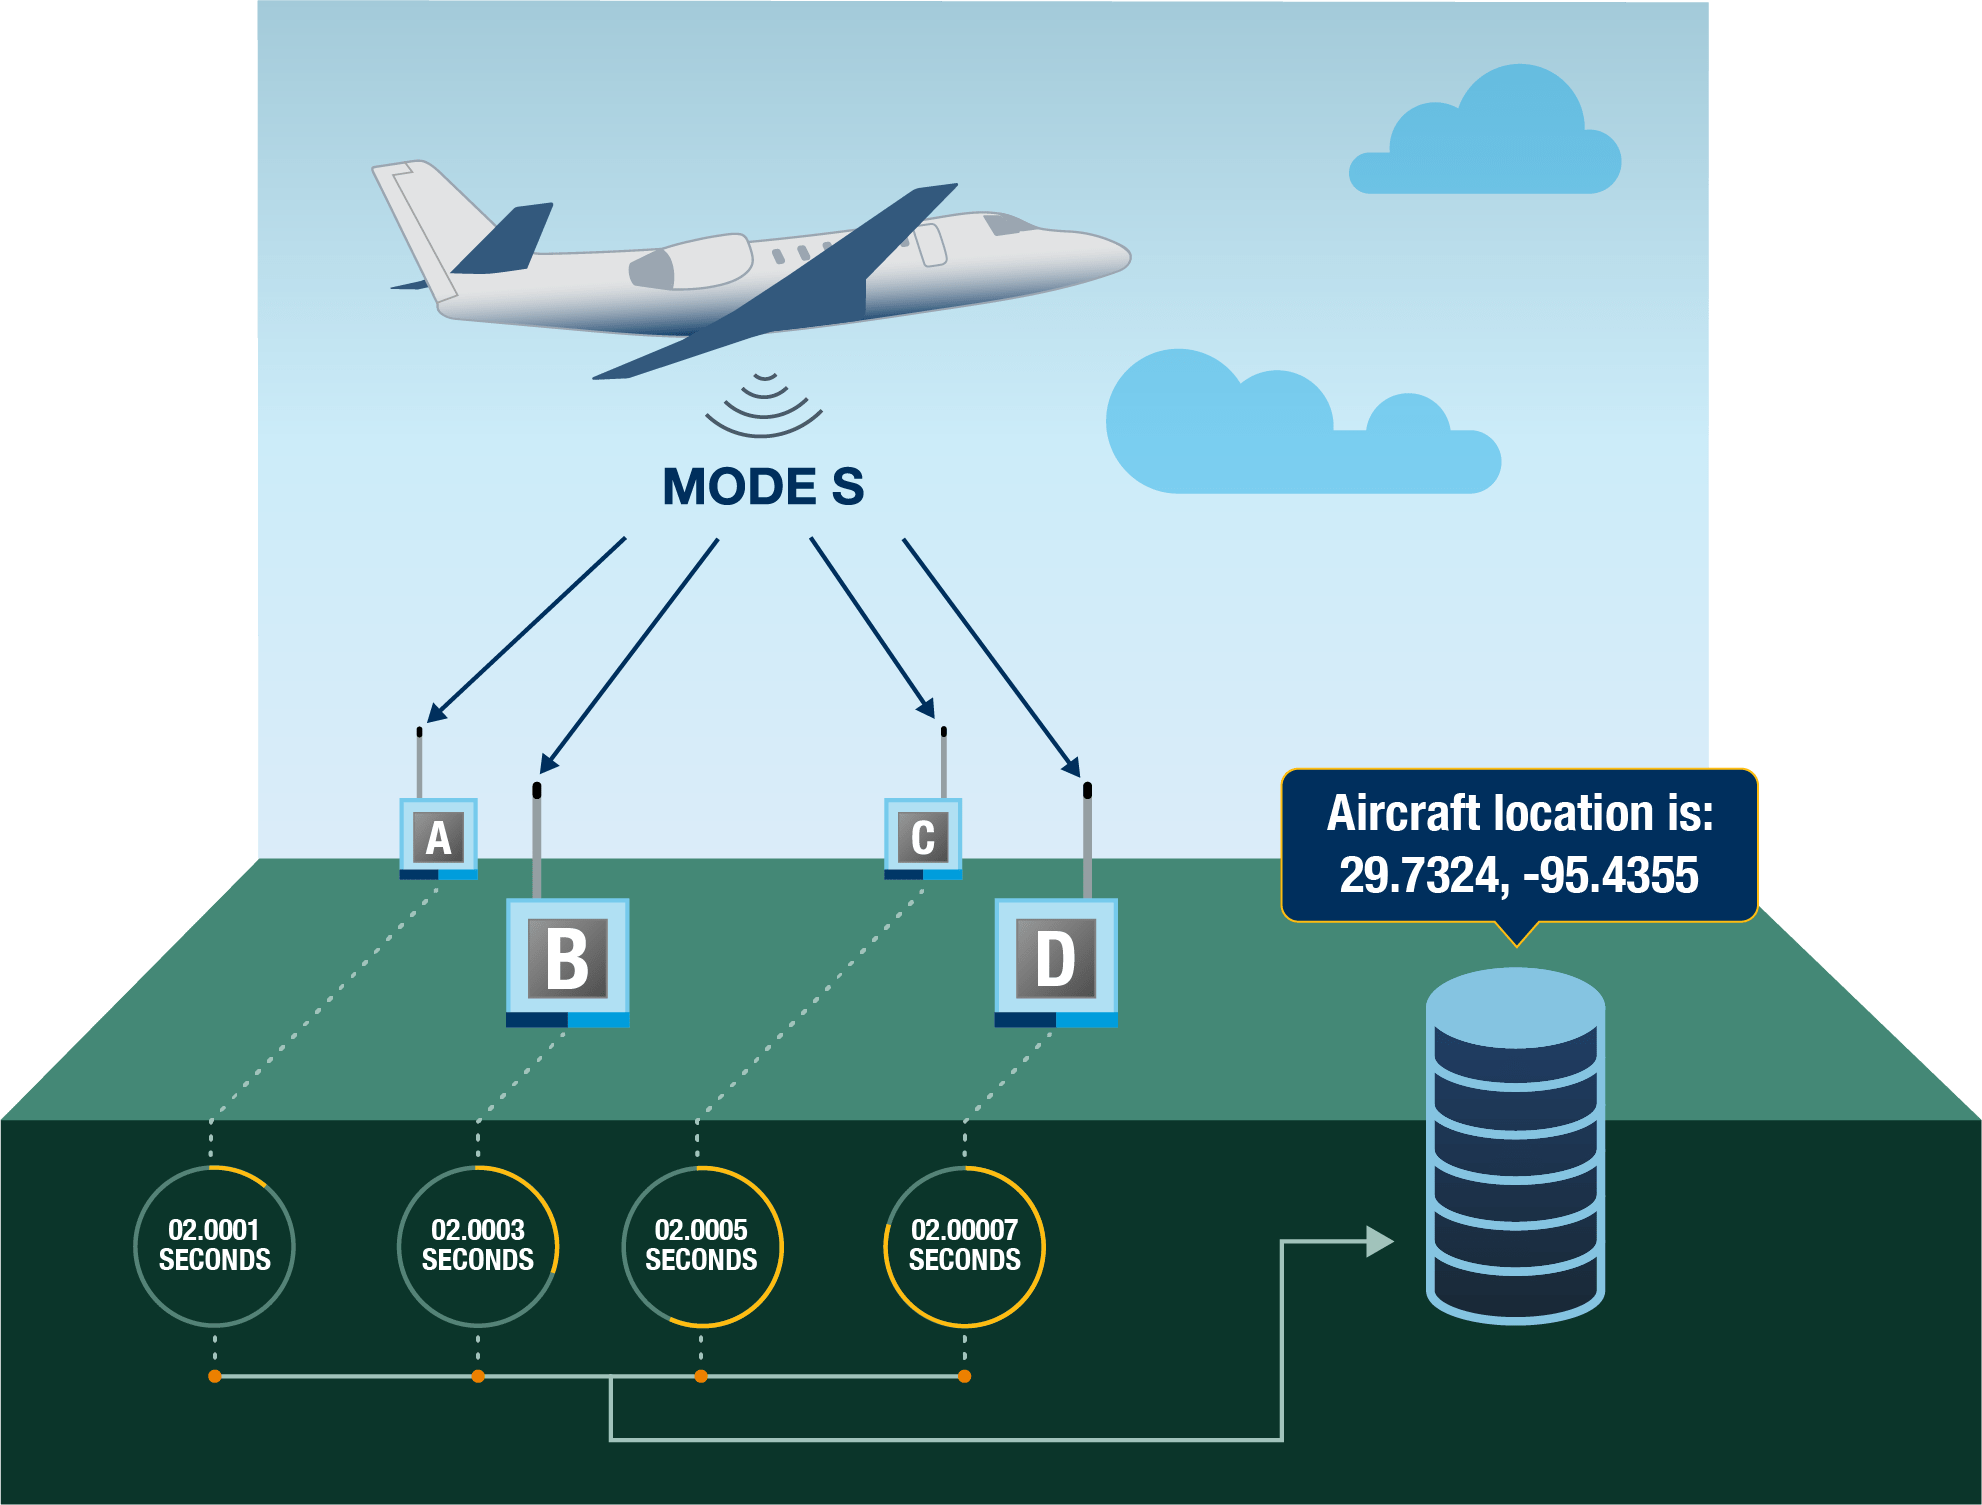 MODE S
A
C
B
D
Aircraft location is:
29.7324, -95.4355
02.0001
SECONDS
02.0003
SECONDS
02.0005
SECONDS
02.00007
SECONDS